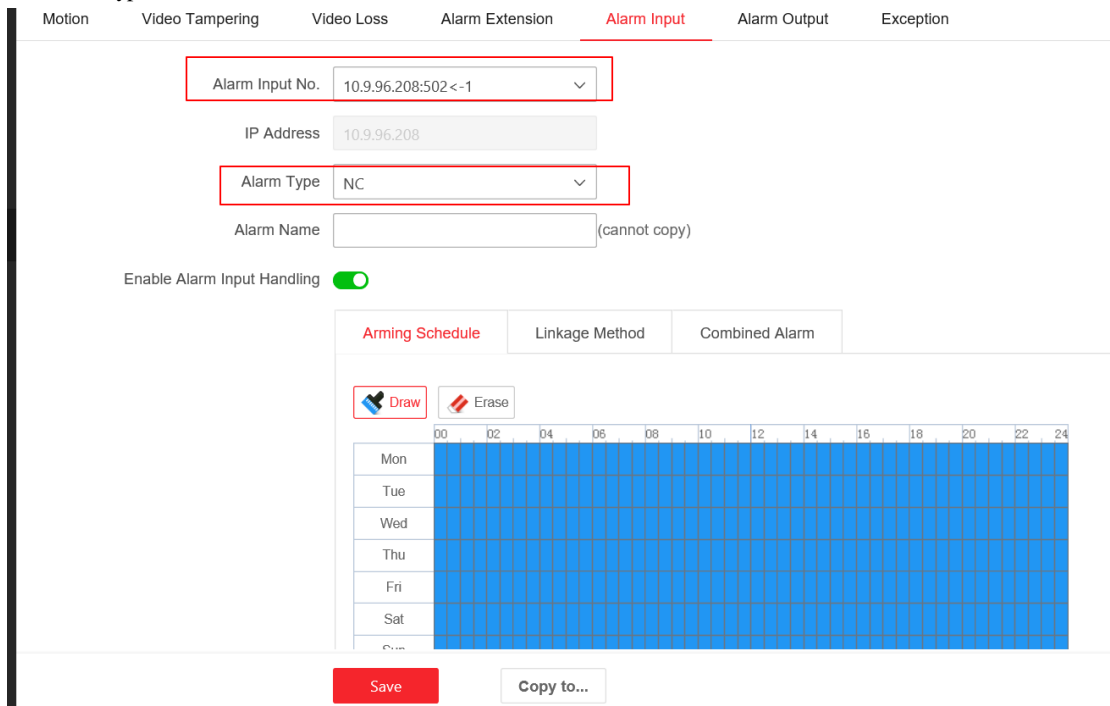 Motion Video Tampering Video Loss Alarm Extension Alarm Input Alarm Output Exception
Alarm Input No. 10.9.96.208:502<-1
IP Address 10.9.96.208
Alarm Type NC
Alarm Name (cannot copy)
Enable Alarm Input Handling
Arming Schedule Linkage Method Combined Alarm
Draw Erase
00 02 04 06 08 10 12 14 16 18 20 22 24
Mon
Tue
Wed
Thu
Fri
Sat
Sun
Save Copy to...